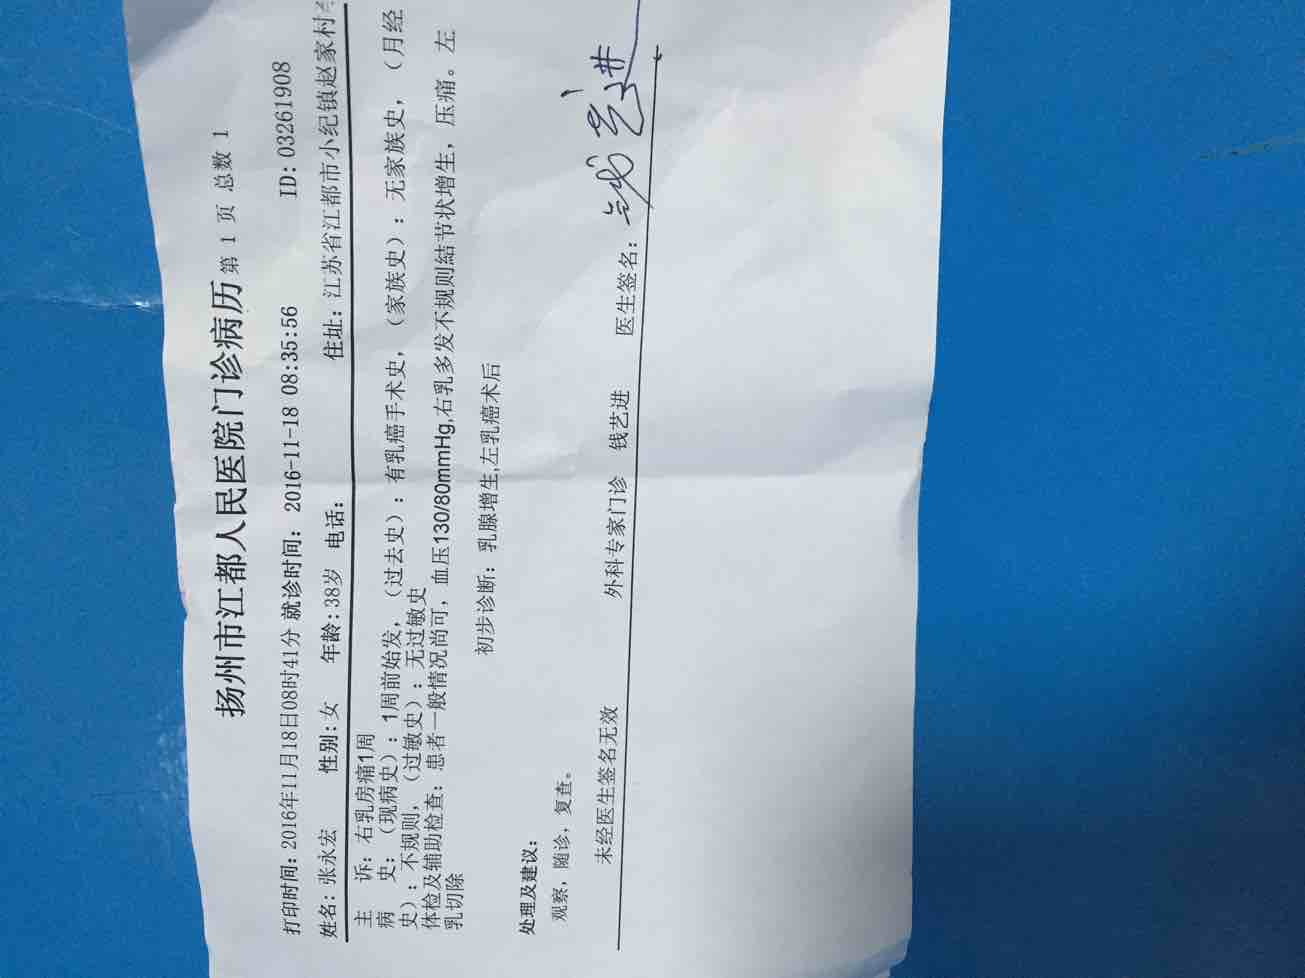 扬州市江都人民医院门诊病历 第 1 页 总数 1
打印时间: 2016年11月18日08时41分 就诊时间: 2016-11-18 08:35:56 ID: 03261908
姓名: 张永宏 性别: 女 年龄: 38岁 电话: 住址: 江苏省江都市小纪镇赵家村
主 诉: 右乳房痛1周
病 史: (现病史): 1周前始发, (过去史): 有乳癌手术史, (家族史): 无家族史, (月经
史): 不规则, (过敏史): 无过敏史
体检及辅助检查: 患者一般情况尚可, 血压130/80mmHg,右乳多发不规则結节状增生, 压痛。左
乳切除
初步诊断: 乳腺增生,左乳癌术后
处理及建议:
观察, 随诊, 复查。
未经医生签名无效 外科专家门诊 钱艺进 医生签名: 钱艺进